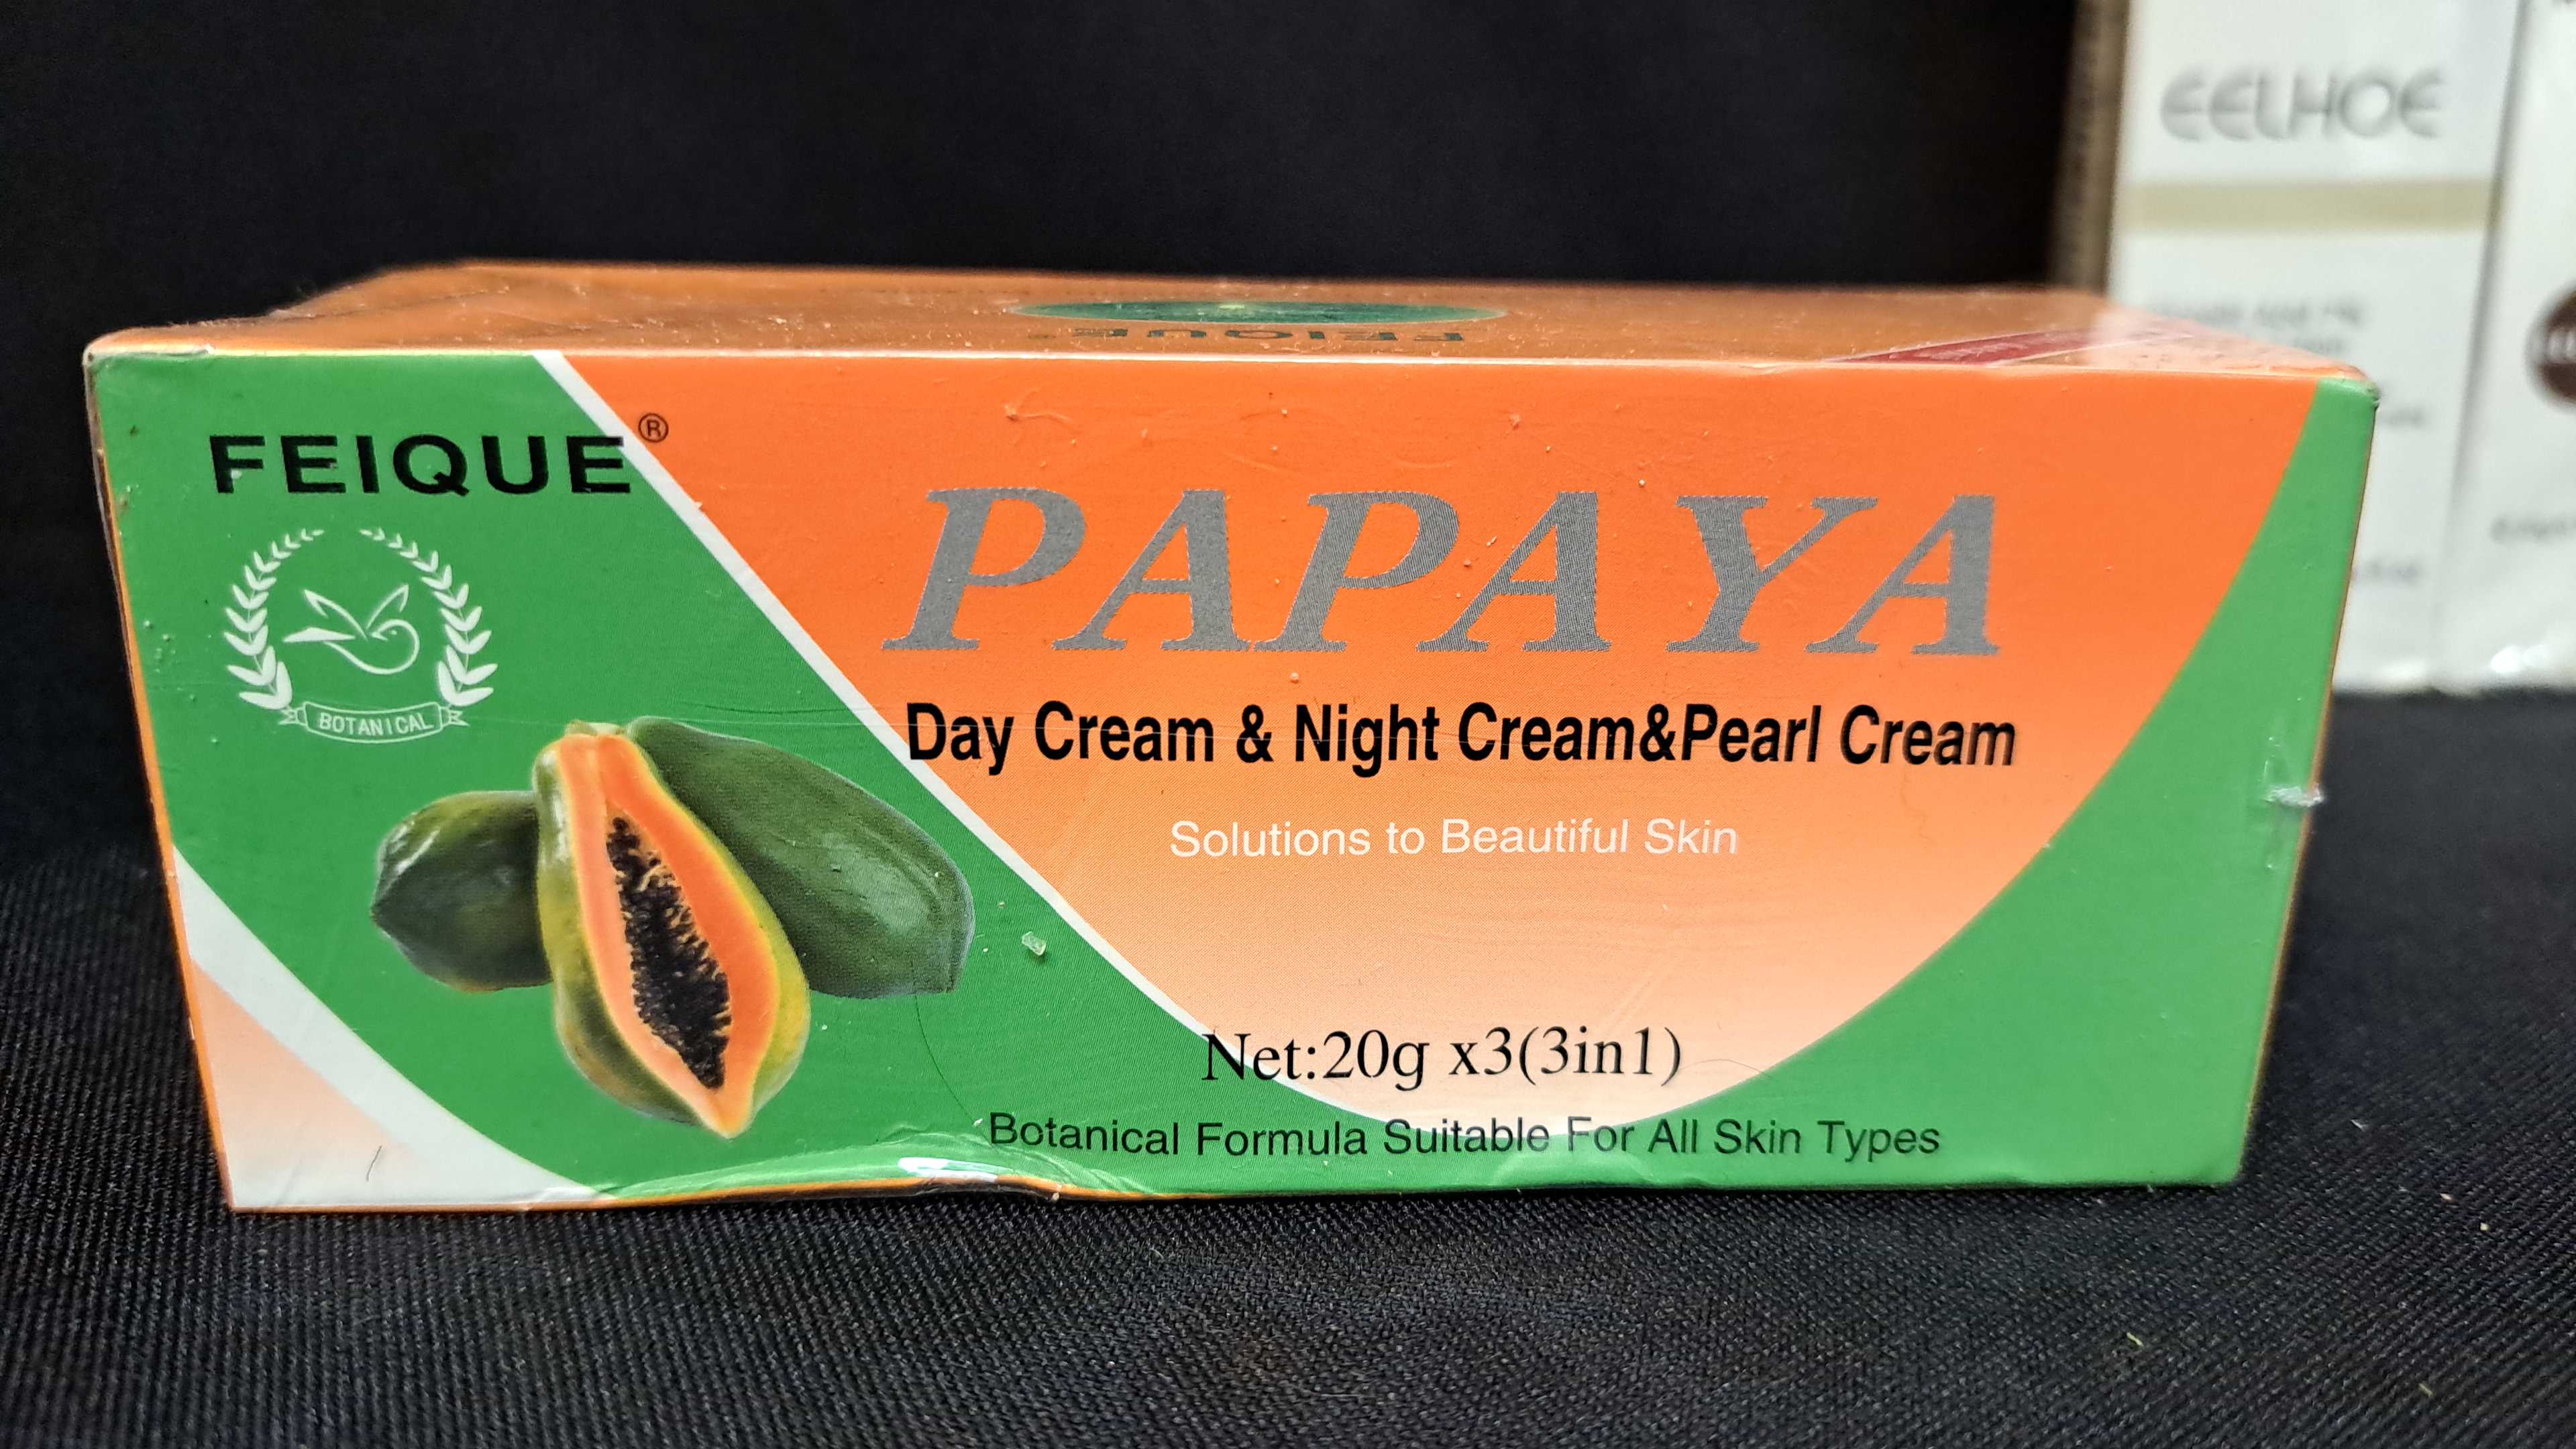 EELHOE
FEIQUE
FEIQUE®
BOTANICAL
PAPAYA
Day Cream & Night Cream&Pearl Cream
Solutions to Beautiful Skin
Net:20g x3(3in1)
Botanical Formula Suitable For All Skin Types